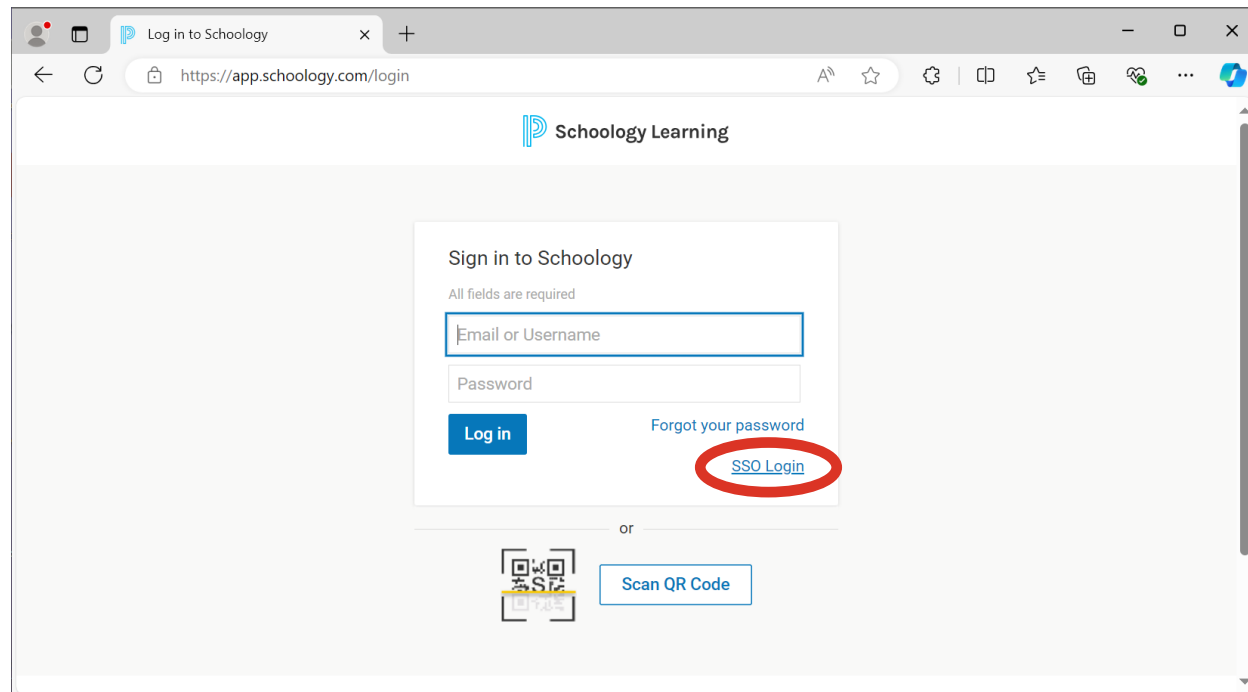 Log in to Schoology
https://app.schoology.com/login
Schoology Learning
Sign in to Schoology
All fields are required
Email or Username
Password
Log in
Forgot your password
SSO Login
or
S
Scan QR Code